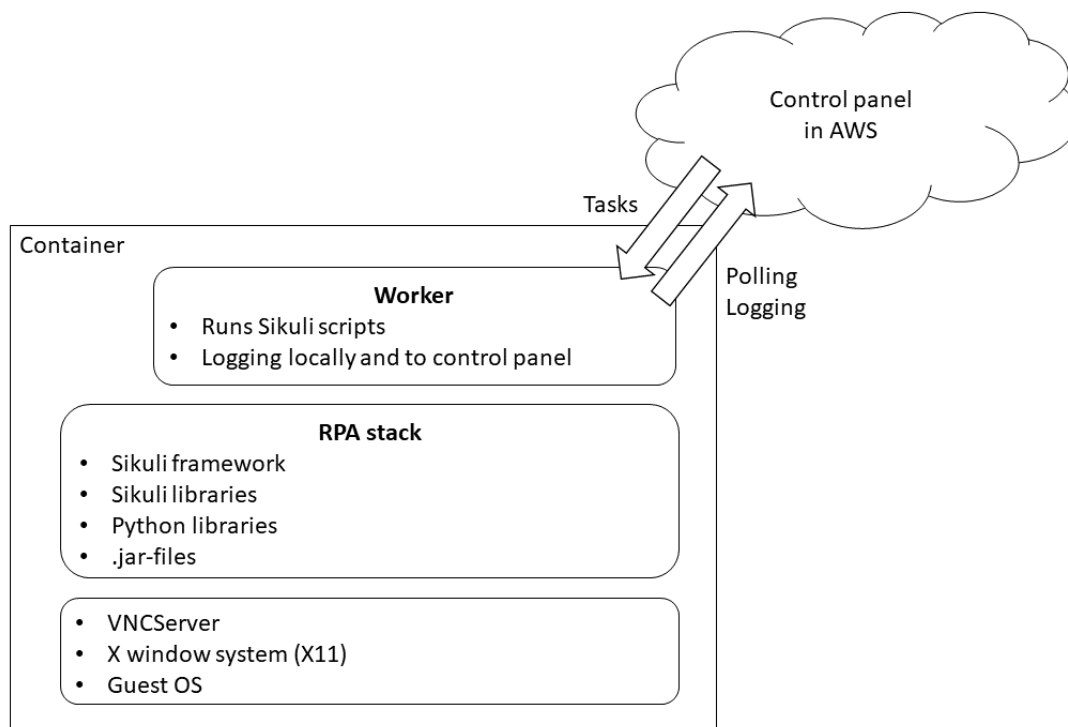 Control panel
in AWS
Tasks
Container
Polling
Logging
Worker
• Runs Sikuli scripts
• Logging locally and to control panel
RPA stack
• Sikuli framework
• Sikuli libraries
• Python libraries
• .jar-files
• VNCServer
• X window system (X11)
• Guest OS